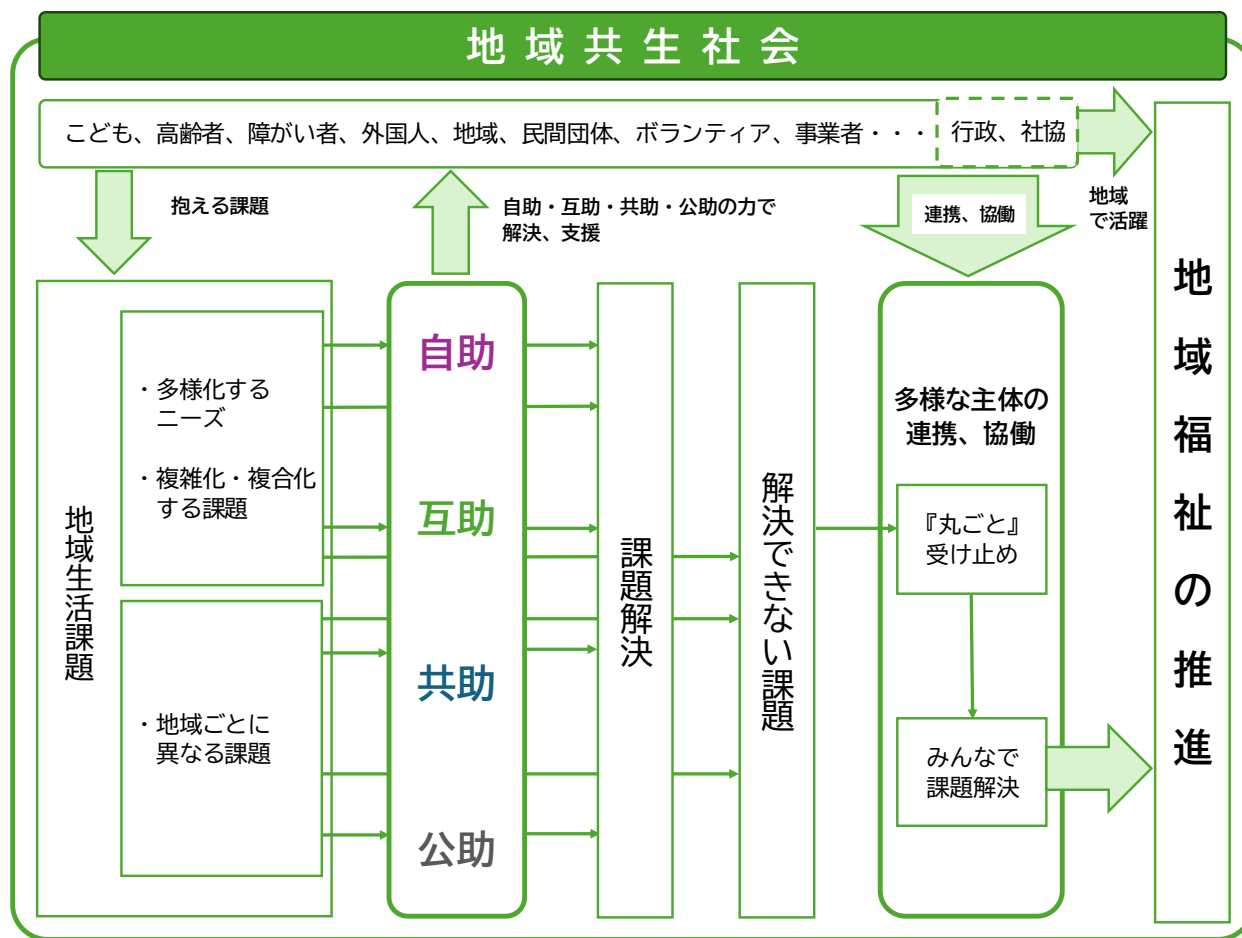 地域共生社会
こども、高齢者、障がい者、外国人、地域、民間団体、ボランティア、事業者・・・
行政、社協
抱える課題
自助・互助・共助・公助の力で
解決、支援
連携、協働
地域
で活躍
地域生活課題
・多様化する
ニーズ
・複雑化・複合化
する課題
・地域ごとに
異なる課題
自助
互助
共助
公助
課題解決
解決できない課題
多様な主体の
連携、協働
『丸ごと』
受け止め
みんなで
課題解決
地域福祉の推進